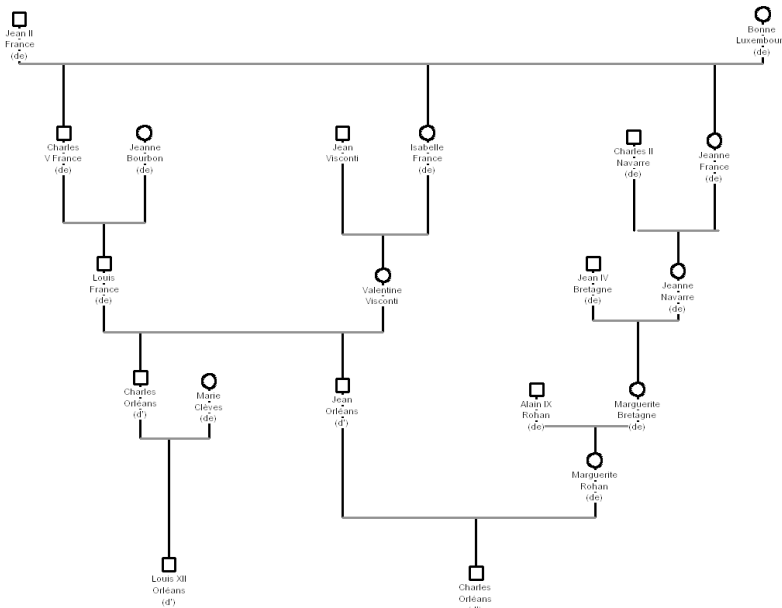 Jean II
France
(de)
Bonne
Luxembour
(de)
Charles
V France
(de)
Jeanne
Bourbon
(de)
Jean
Visconti
Isabelle
France
(de)
Charles II
Navarre
(de)
Jeanne
France
(de)
Louis
France
(de)
Valentine
Visconti
Jean IV
Bretagne
(de)
Jeanne
Navarre
(de)
Charles
Orléans
(d')
Marie
Clèves
(de)
Jean
Orléans
(d')
Alain IX
Rohan
(de)
Marguerite
Bretagne
(de)
Marguerite
Rohan
(de)
Louis XII
Orléans
(d')
Charles
Orléans